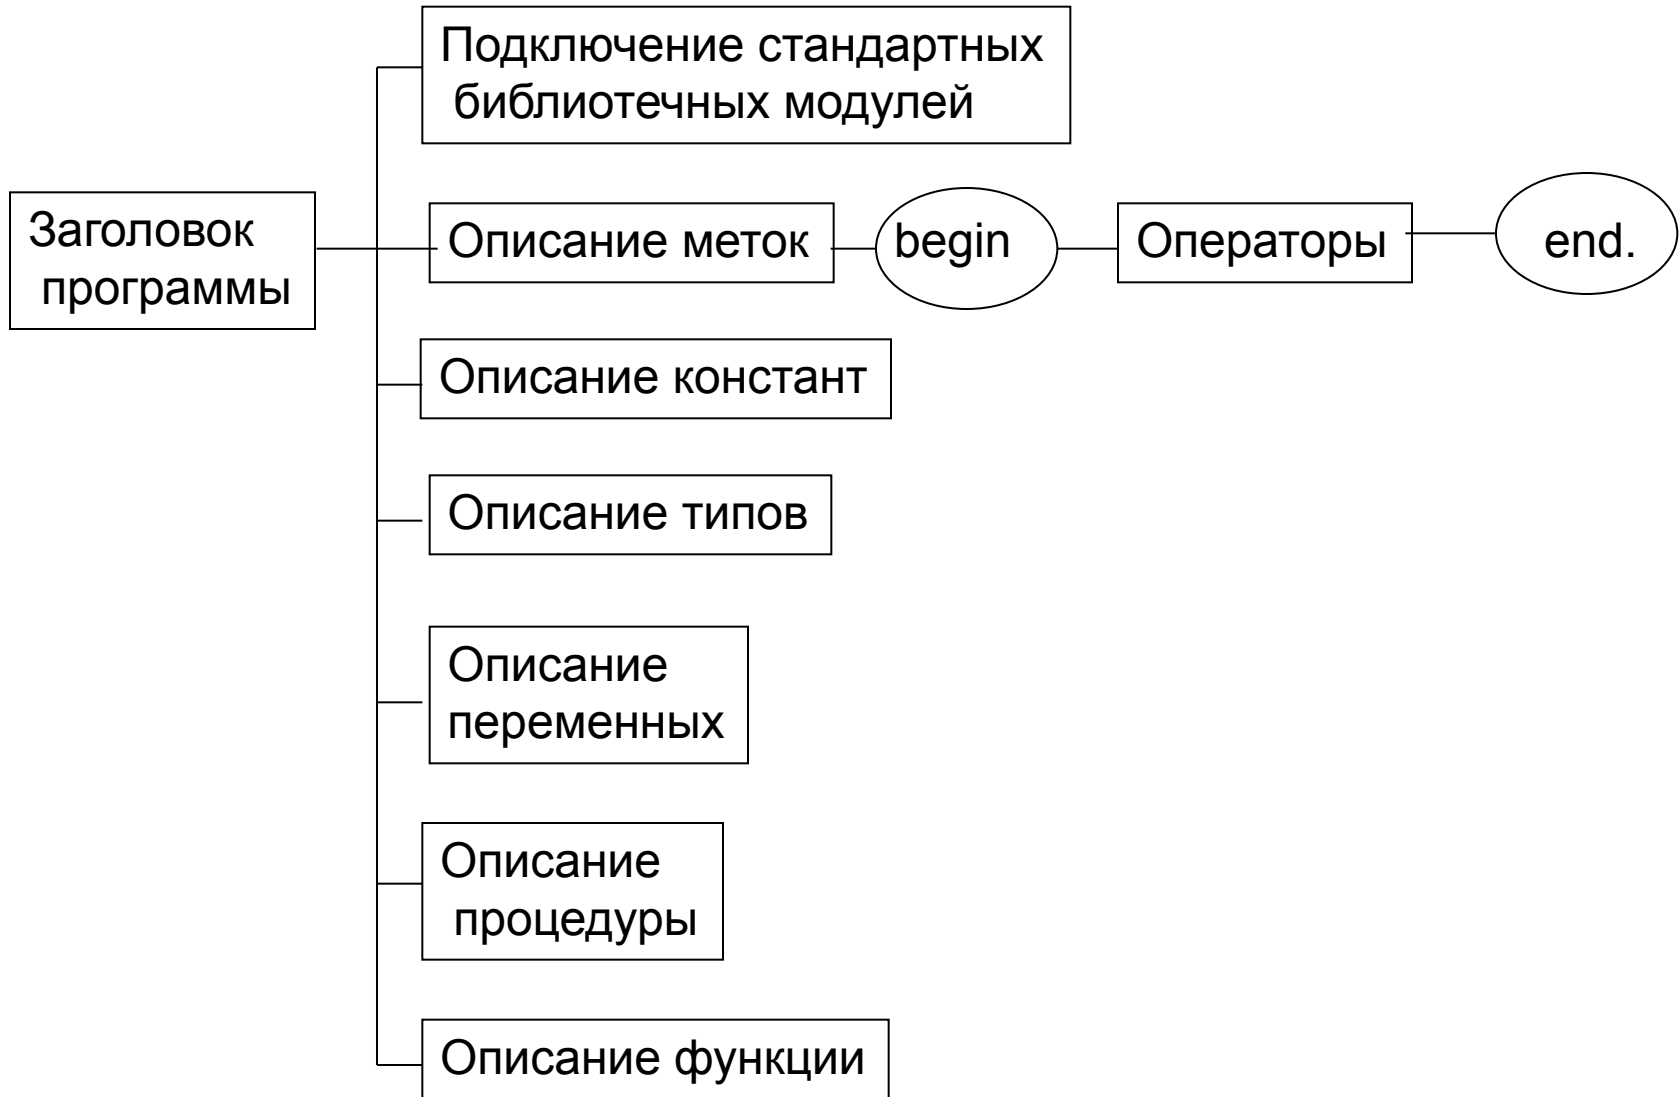 Подключение стандартных
библиотечных модулей
Заголовок
программы
Описание меток
begin
Операторы
end.
Описание констант
Описание типов
Описание
переменных
Описание
процедуры
Описание функции